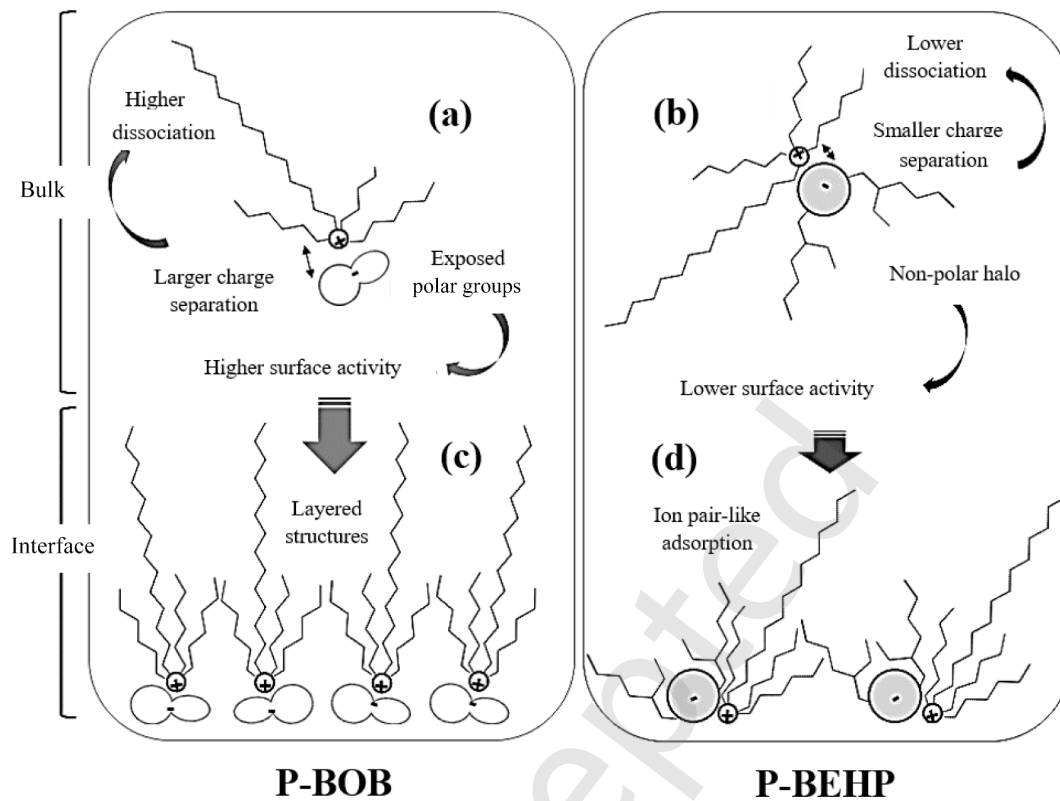 Bulk
Interface
(a)
Higher
dissociation
Larger charge
separation
Exposed
polar groups
Higher surface activity
(b)
Lower
dissociation
Smaller charge
separation
Non-polar halo
Lower surface activity
(c)
Layered
structures
(d)
Ion pair-like
adsorption
P-BOB
P-BEHP
epted